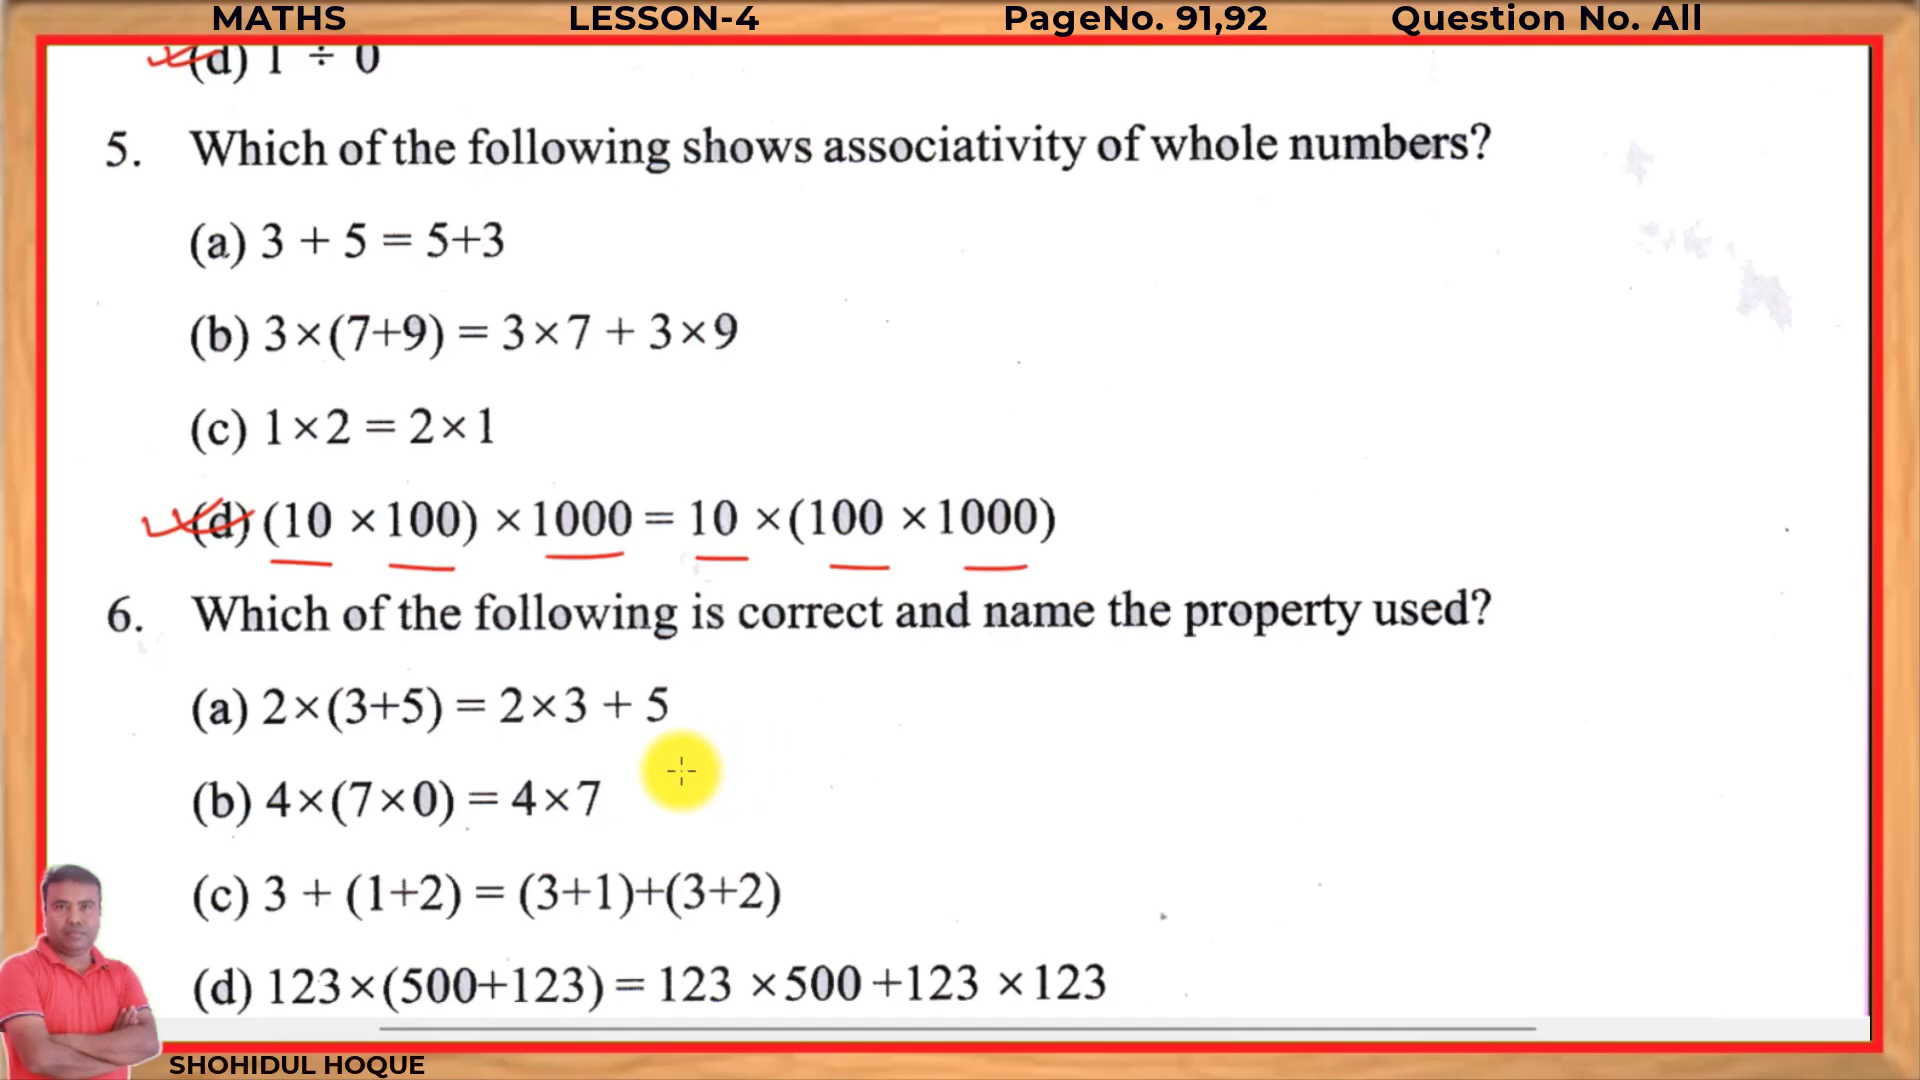 MATHS LESSON-4 PageNo. 91,92 Question No. All
(d) 1 ÷ 0
5. Which of the following shows associativity of whole numbers?
(a) 3 + 5 = 5+3
(b) 3×(7+9) = 3×7 + 3×9
(c) 1×2 = 2×1
(d) (10 ×100) ×1000 = 10 ×(100 ×1000)
6. Which of the following is correct and name the property used?
(a) 2×(3+5) = 2×3 + 5
(b) 4×(7×0) = 4×7
(c) 3 + (1+2) = (3+1)+(3+2)
(d) 123×(500+123) = 123 ×500 +123 ×123
SHOHIDUL HOQUE